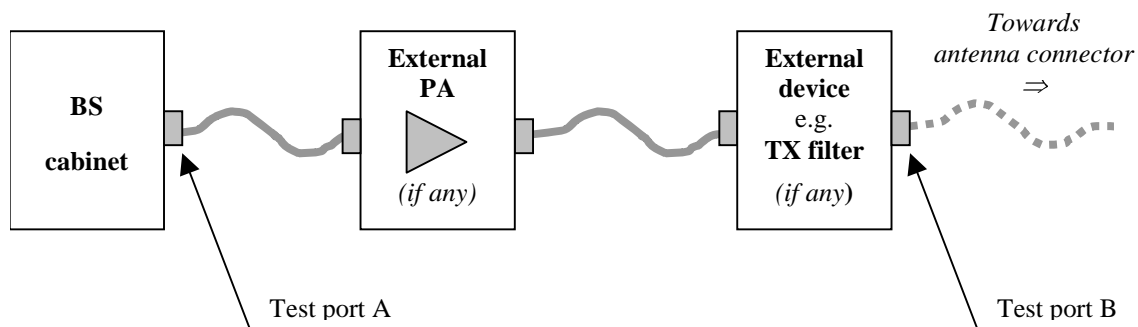 BS
cabinet
External
PA
(if any)
External
device
e.g.
TX filter
(if any)
Towards
antenna connector
⇒
Test port A
Test port B